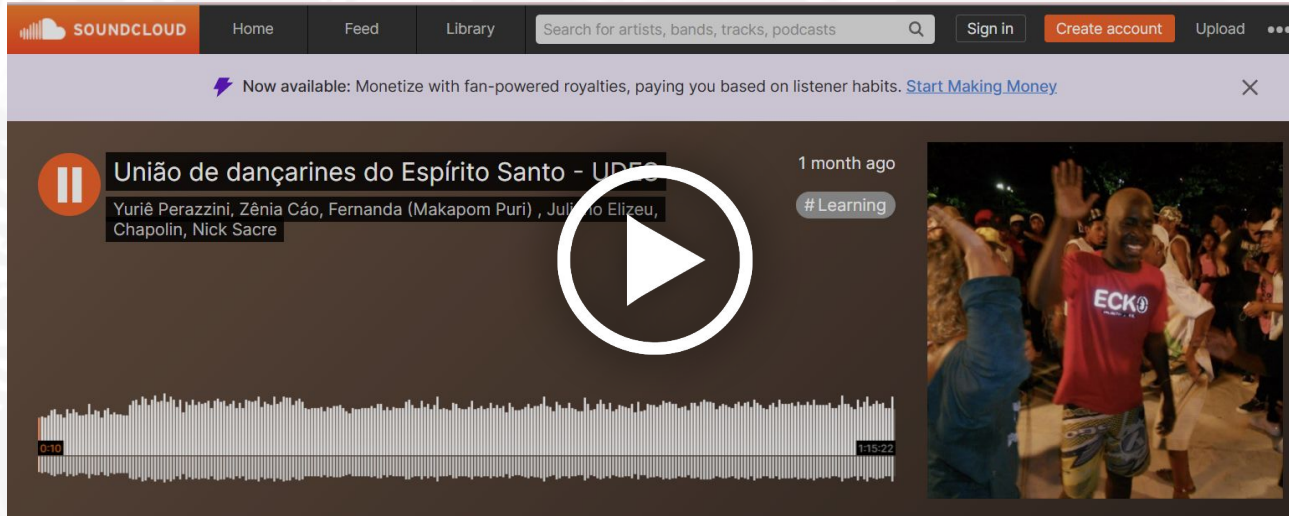 SOUNDCLOUD Home Feed Library Search for artists, bands, tracks, podcasts Sign in Create account Upload
Now available: Monetize with fan-powered royalties, paying you based on listener habits. Start Making Money
União de dançarines do Espírito Santo - UDES
1 month ago
Yuriê Perazzini, Zênia Cáo, Fernanda (Makapom Puri) , Juliano Elizeu,
Chapolin, Nick Sacre
# Learning
ECKO
0:10
1:15:22